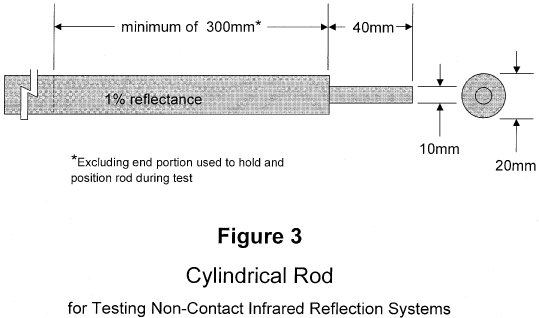 minimum of 300mm*
40mm
1% reflectance
10mm
20mm
*Excluding end portion used to hold and
position rod during test
Figure 3
Cylindrical Rod
for Testing Non-Contact Infrared Reflection Systems